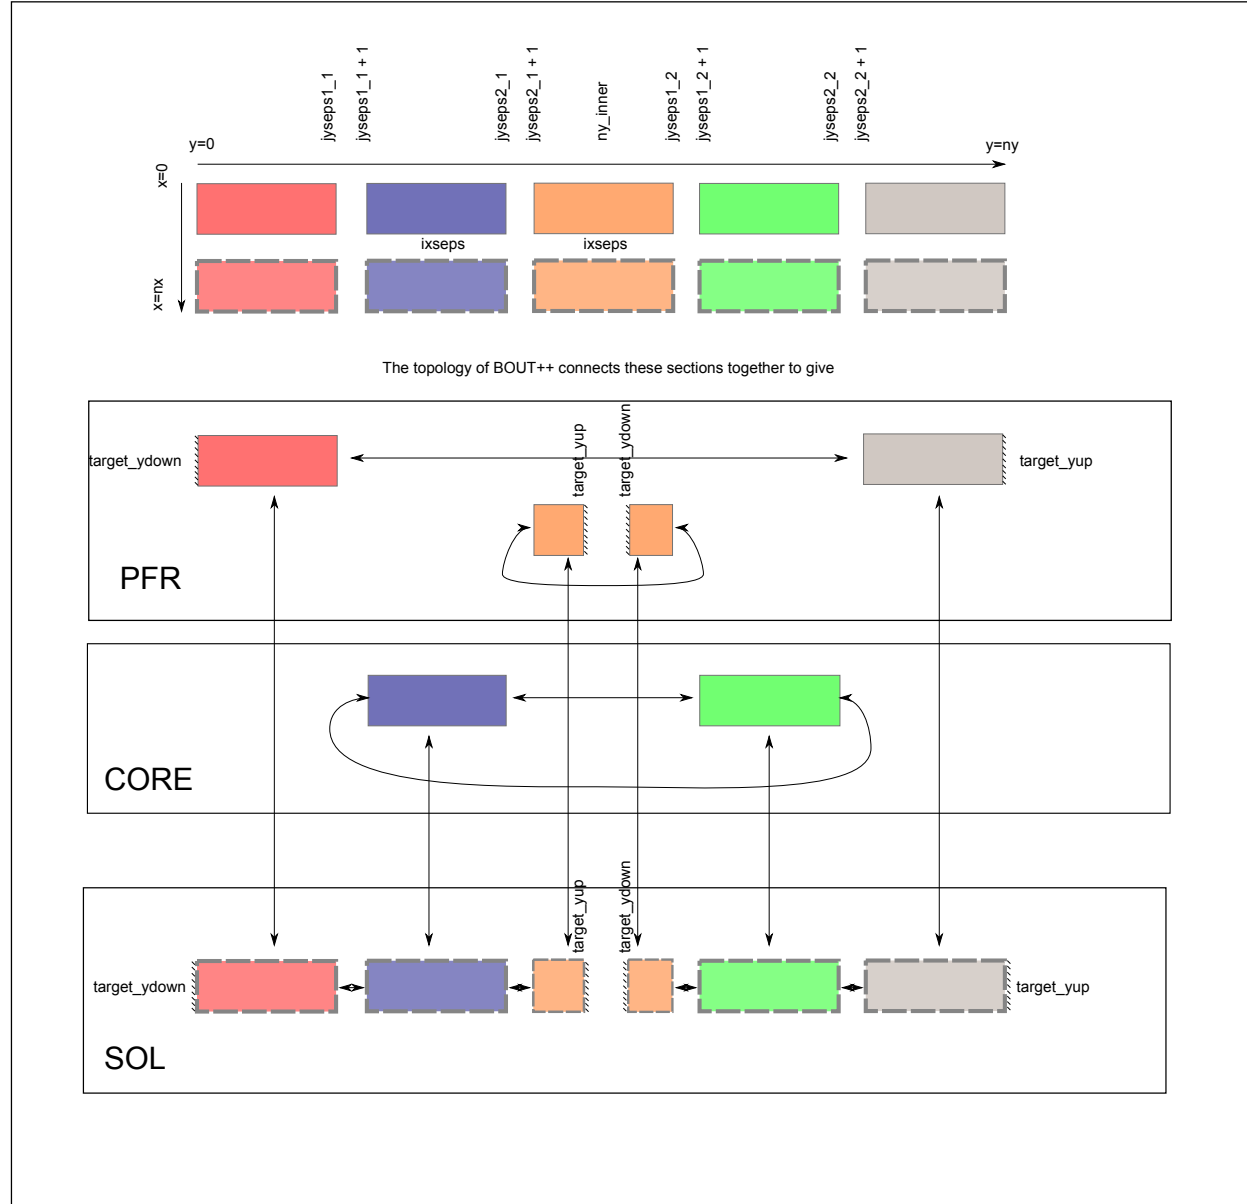 jyseps1_1
jyseps1_1 + 1
jyseps2_1
jyseps2_1 + 1
ny_inner
jyseps1_2
jyseps1_2 + 1
jyseps2_2
jyseps2_2 + 1
y=0
y=ny
x=0
x=nx
ixseps
ixseps
The topology of BOUT++ connects these sections together to give
target_yup
target_ydown
target_ydown
target_yup
PFR
CORE
target_yup
target_ydown
target_ydown
target_yup
SOL